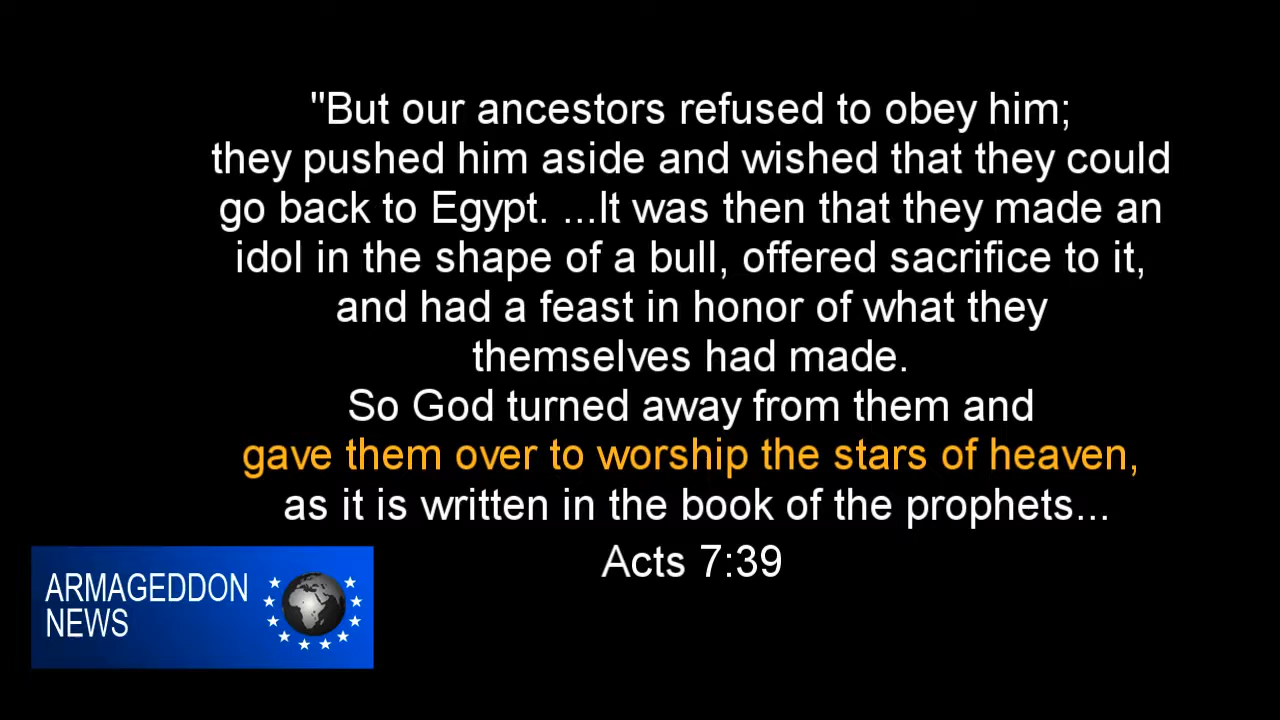 "But our ancestors refused to obey him;
they pushed him aside and wished that they could
go back to Egypt. ...It was then that they made an
idol in the shape of a bull, offered sacrifice to it,
and had a feast in honor of what they
themselves had made.
So God turned away from them and
gave them over to worship the stars of heaven,
as it is written in the book of the prophets...
Acts 7:39
ARMAGEDDON
NEWS